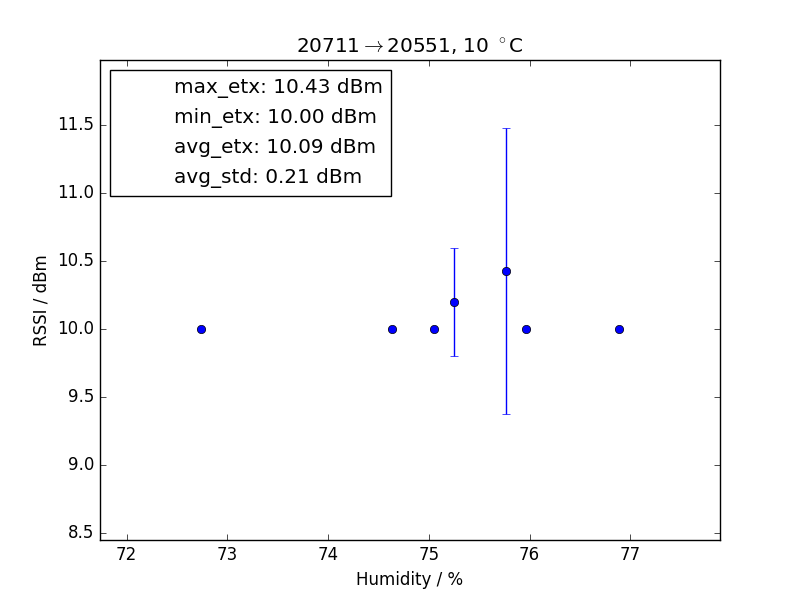 20711→20551, 10 °C
max_etx: 10.43 dBm
min_etx: 10.00 dBm
avg_etx: 10.09 dBm
avg_std: 0.21 dBm
RSSI / dBm
11.5
11.0
10.5
10.0
9.5
9.0
8.5
72 73 74 75 76 77
Humidity / %